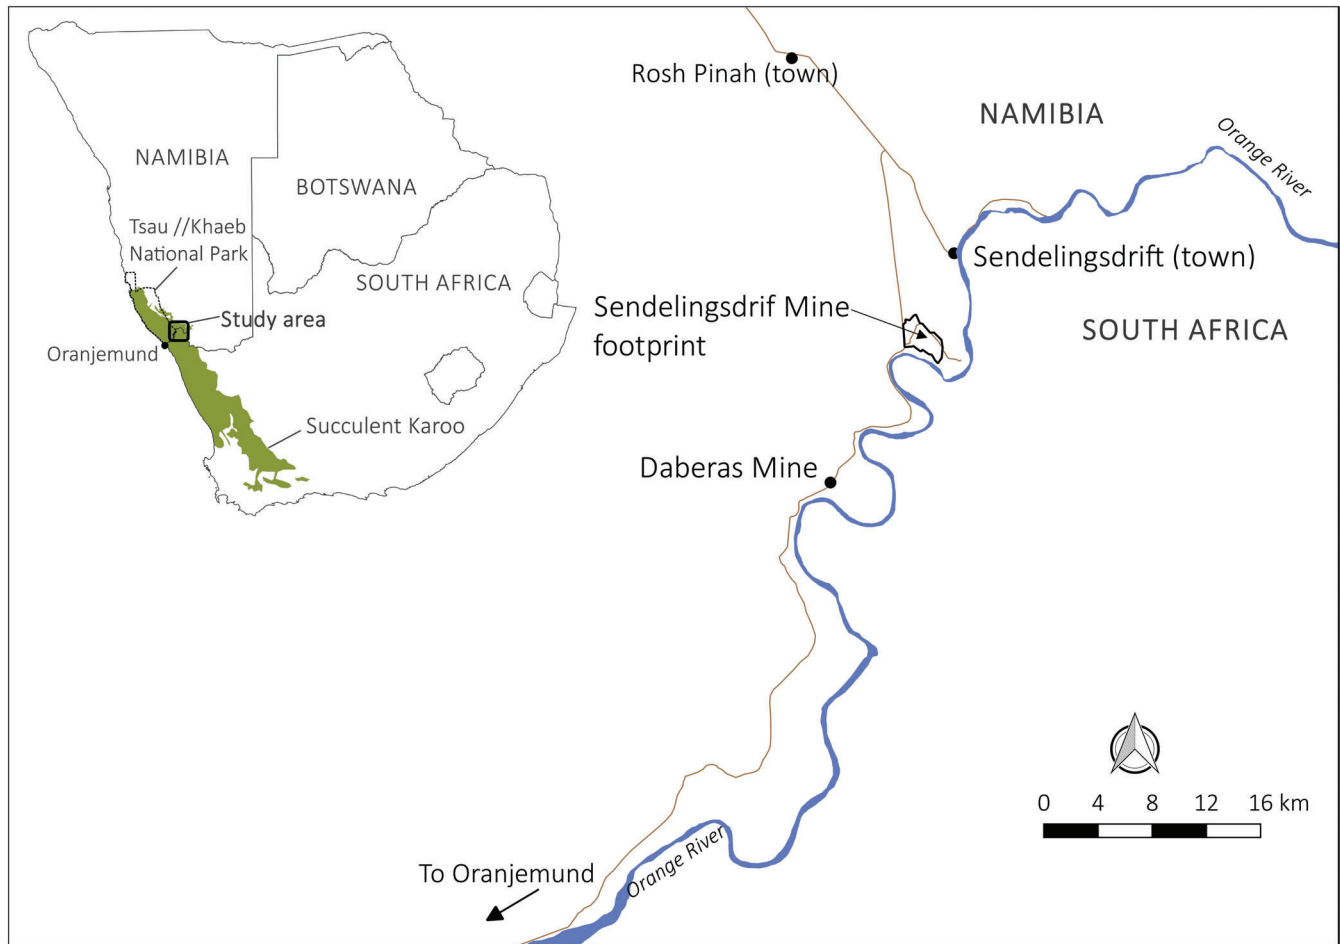 NAMIBIA
BOTSWANA
Tsau //Khaeb
National Park
SOUTH AFRICA
Study area
Oranjemund
Succulent Karoo
Rosh Pinah (town)
NAMIBIA
Orange River
Sendelingsdrift (town)
Sendelingsdrif Mine
footprint
SOUTH AFRICA
Daberas Mine
0 4 8 12 16 km
Orange River
To Oranjemund